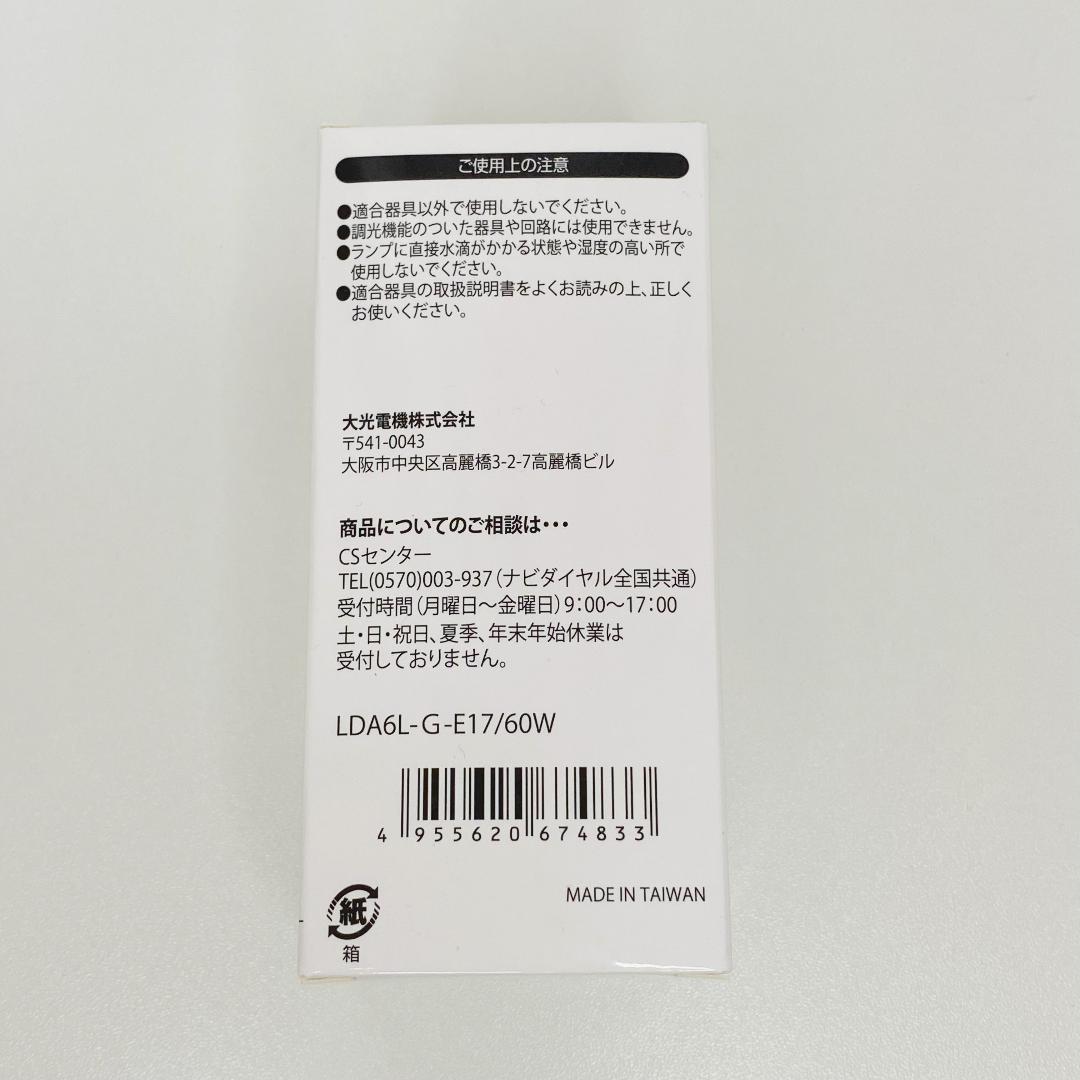 ご使用上の注意
●適合器具以外で使用しないでください。
●調光機能のついた器具や回路には使用できません。
●ランプに直接水滴がかかる状態や湿度の高い所で
使用しないでください。
●適合器具の取扱説明書をよくお読みの上、正しく
お使いください。
大光電機株式会社
〒541-0043
大阪市中央区高麗橋3-2-7高麗橋ビル
商品についてのご相談は・・・
CSセンター
TEL(0570)003-937(ナビダイヤル全国共通)
受付時間(月曜日〜金曜日)9:00〜17:00
土・日・祝日、夏季、年末年始休業は
受付しておりません。
LDA6L-G-E17/60W
4 955620 674833
MADE IN TAIWAN
紙
箱